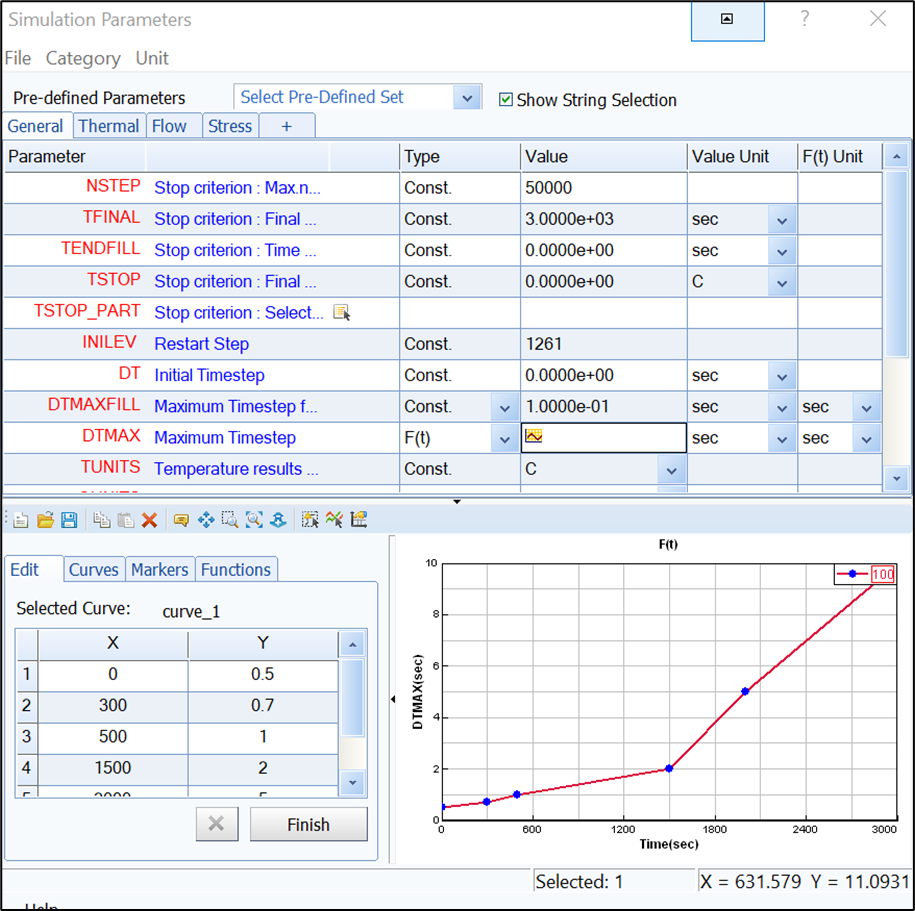 Simulation Parameters ?
File Category Unit
Pre-defined Parameters Select Pre-Defined Set Show String Selection
General Thermal Flow Stress +
Parameter Type Value Value Unit F(t) Unit
NSTEP Stop criterion : Max.n... Const. 50000
TFINAL Stop criterion : Final ... Const. 3.0000e+03 sec
TENDFILL Stop criterion : Time ... Const. 0.0000e+00 sec
TSTOP Stop criterion : Final ... Const. 0.0000e+00 C
TSTOP_PART Stop criterion : Select...
INILEV Restart Step Const. 1261
DT Initial Timestep Const. 0.0000e+00 sec
DTMAXFILL Maximum Timestep f... Const. 1.0000e-01 sec sec
DTMAX Maximum Timestep F(t) sec sec
TUNITS Temperature results ... Const. C
Edit Curves Markers Functions
Selected Curve: curve_1
X Y
1 0 0.5
2 300 0.7
3 500 1
4 1500 2
5 2000 5
Finish
F(t)
100
DTMAX(sec)
10
8
6
4
2
0
0 600 1200 1800 2400 3000
Time(sec)
Selected: 1 X = 631.579 Y = 11.0931
Help